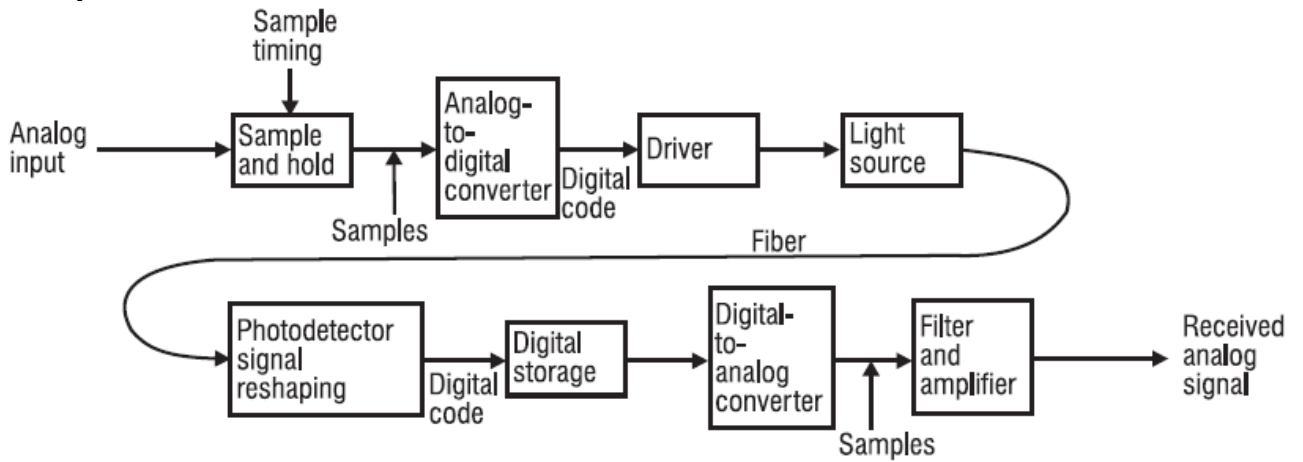 Sample
timing
Analog
input
Sample
and hold
Samples
Analog-
to-
digital
converter
Digital
code
Driver
Light
source
Fiber
Photodetector
signal
reshaping
Digital
code
Digital
storage
Digital-
to-
analog
converter
Samples
Filter
and
amplifier
Received
analog
signal